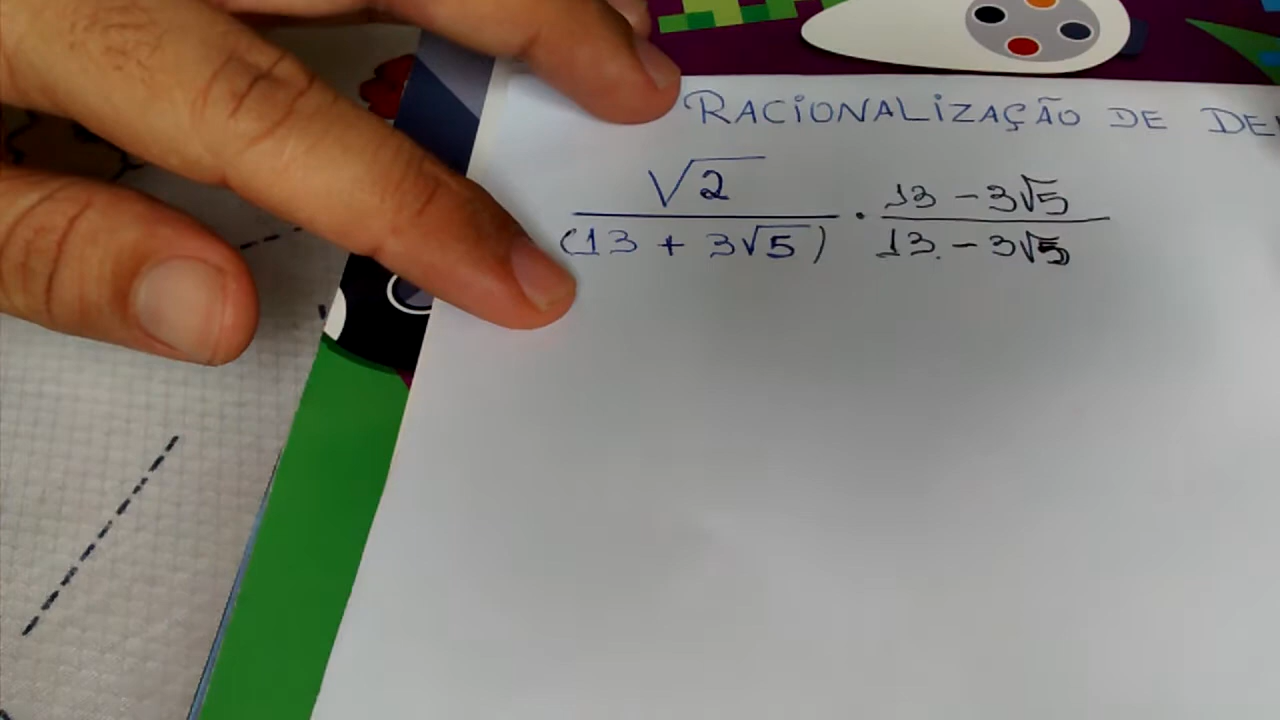 RACIONALIZAÇÃO DE DE
√2 / (13 + 3√5) · 13 - 3√5 / 13 - 3√5